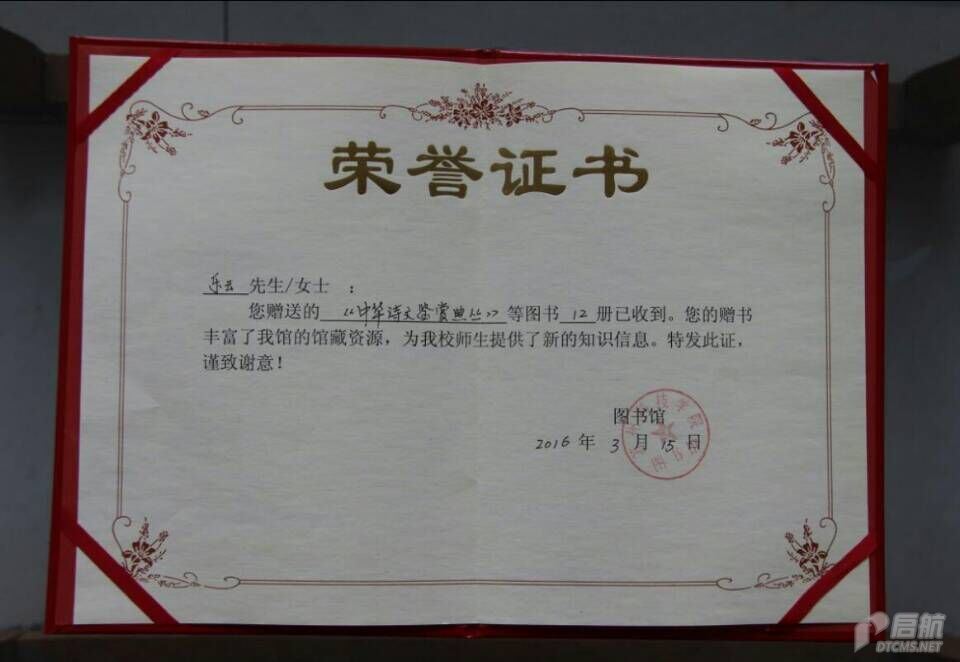 荣誉证书
乐云 先生/女士 :
您赠送的 《中华诗文鉴赏典丛》 等图书 12 册已收到。您的赠书
丰富了我馆的馆藏资源，为我校师生提供了新的知识信息。特发此证，
谨致谢意！
图书馆
2016 年 3 月 15 日
启航
DTCMS.NET